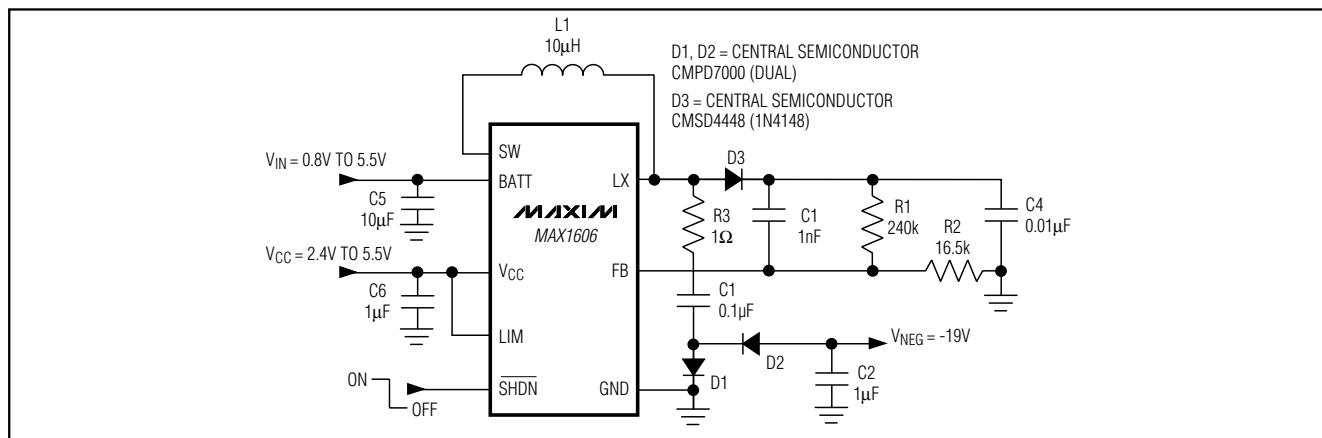 L1
10µH
D1, D2 = CENTRAL SEMICONDUCTOR
CMPD7000 (DUAL)
D3 = CENTRAL SEMICONDUCTOR
CMSD4448 (1N4148)
SW
VIN = 0.8V TO 5.5V
BATT
LX
D3
C5
10µF
MAXIM
MAX1606
R3
1Ω
C1
1nF
R1
240k
R2
16.5k
C4
0.01µF
VCC = 2.4V TO 5.5V
VCC
FB
C6
1µF
C1
0.1µF
LIM
VNEG = -19V
D2
ON
OFF
SHDN
GND
D1
C2
1µF